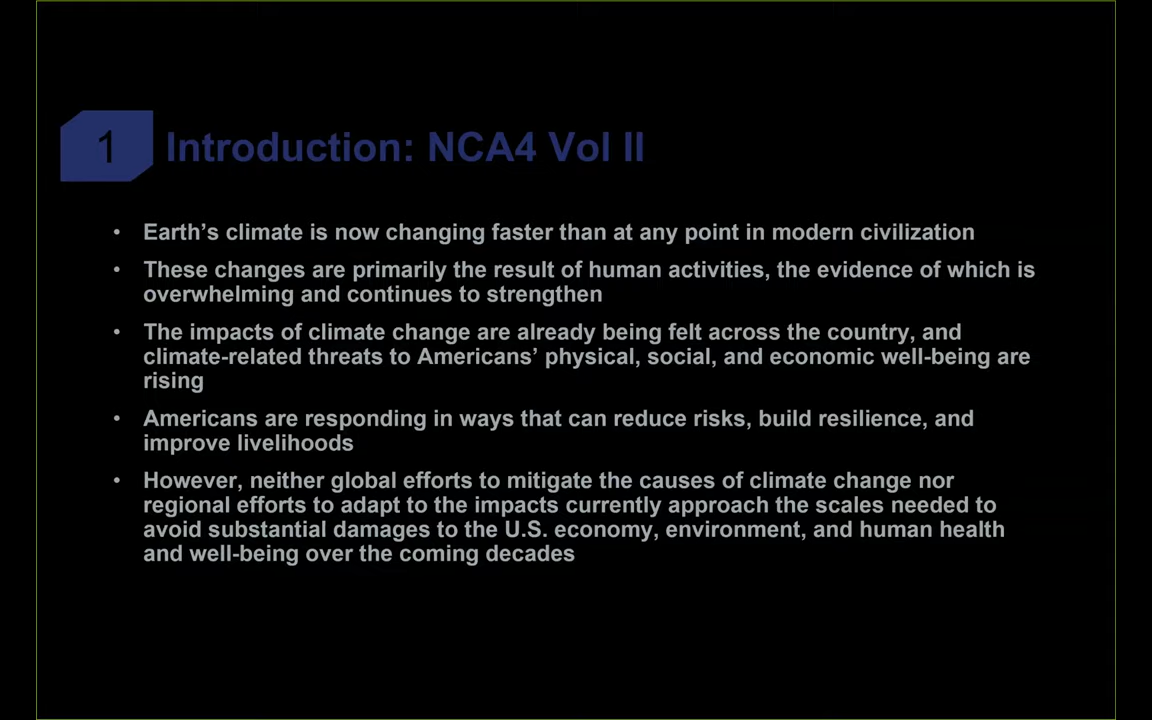 1 Introduction: NCA4 Vol II
• Earth’s climate is now changing faster than at any point in modern civilization
• These changes are primarily the result of human activities, the evidence of which is
overwhelming and continues to strengthen
• The impacts of climate change are already being felt across the country, and
climate-related threats to Americans’ physical, social, and economic well-being are
rising
• Americans are responding in ways that can reduce risks, build resilience, and
improve livelihoods
• However, neither global efforts to mitigate the causes of climate change nor
regional efforts to adapt to the impacts currently approach the scales needed to
avoid substantial damages to the U.S. economy, environment, and human health
and well-being over the coming decades